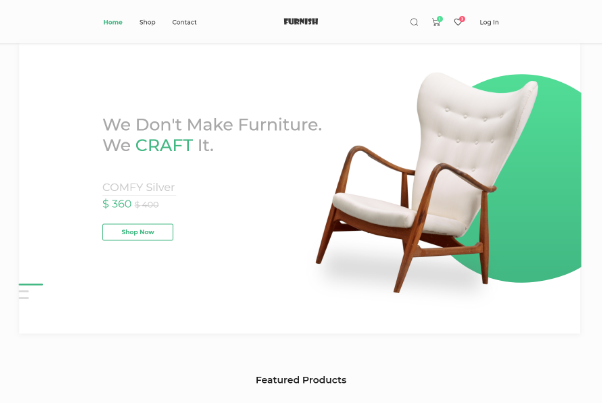 Home Shop Contact FURNISH Log In
We Don't Make Furniture.
We CRAFT It.
COMFY Silver
$ 360 $ 400
Shop Now
Featured Products